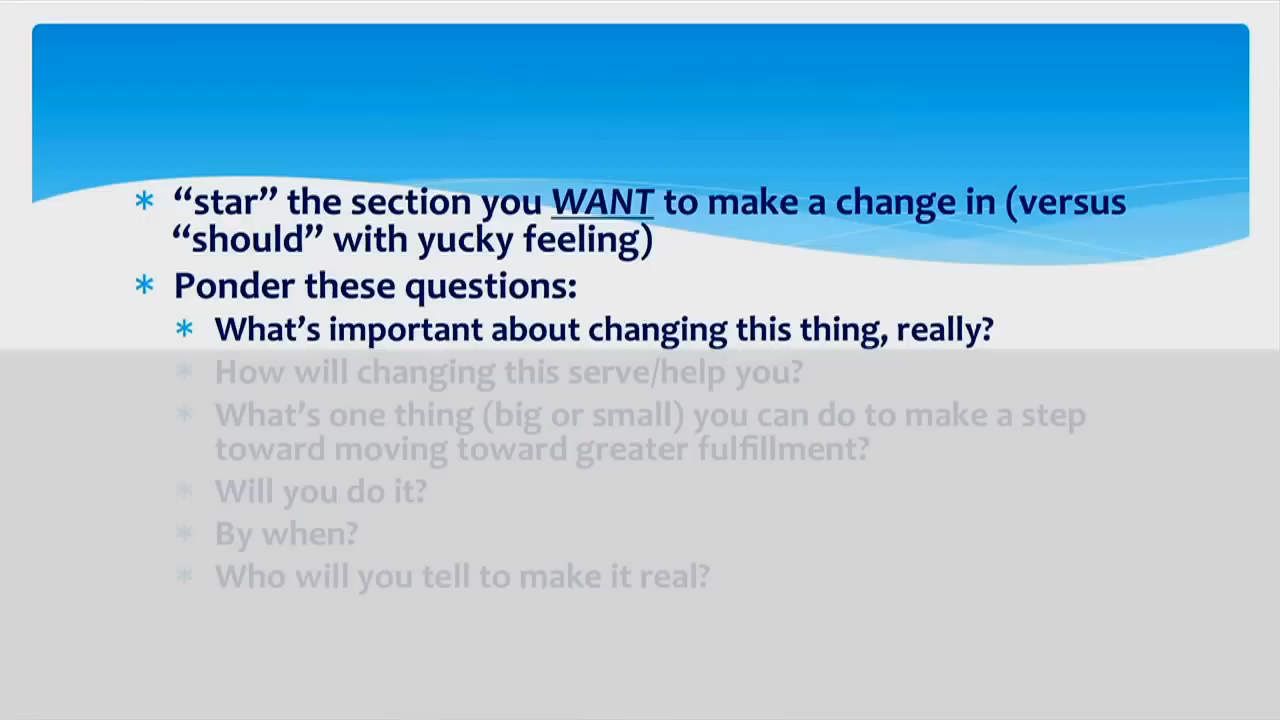 * “star” the section you WANT to make a change in (versus
“should” with yucky feeling)
* Ponder these questions:
* What’s important about changing this thing, really?
* How will changing this serve/help you?
* What’s one thing (big or small) you can do to make a step
toward moving toward greater fulfillment?
* Will you do it?
* By when?
* Who will you tell to make it real?